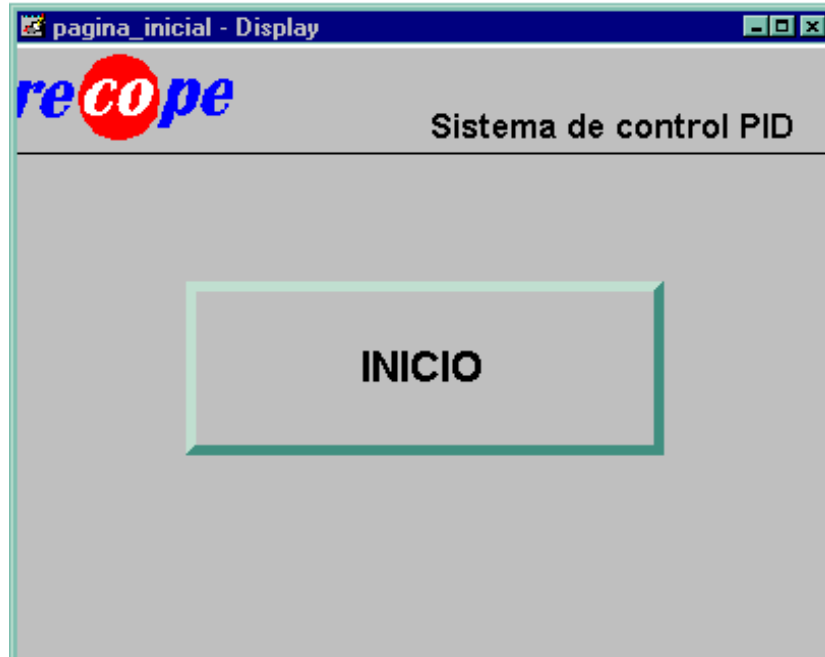 pagina_inicial - Display
recope
Sistema de control PID
INICIO